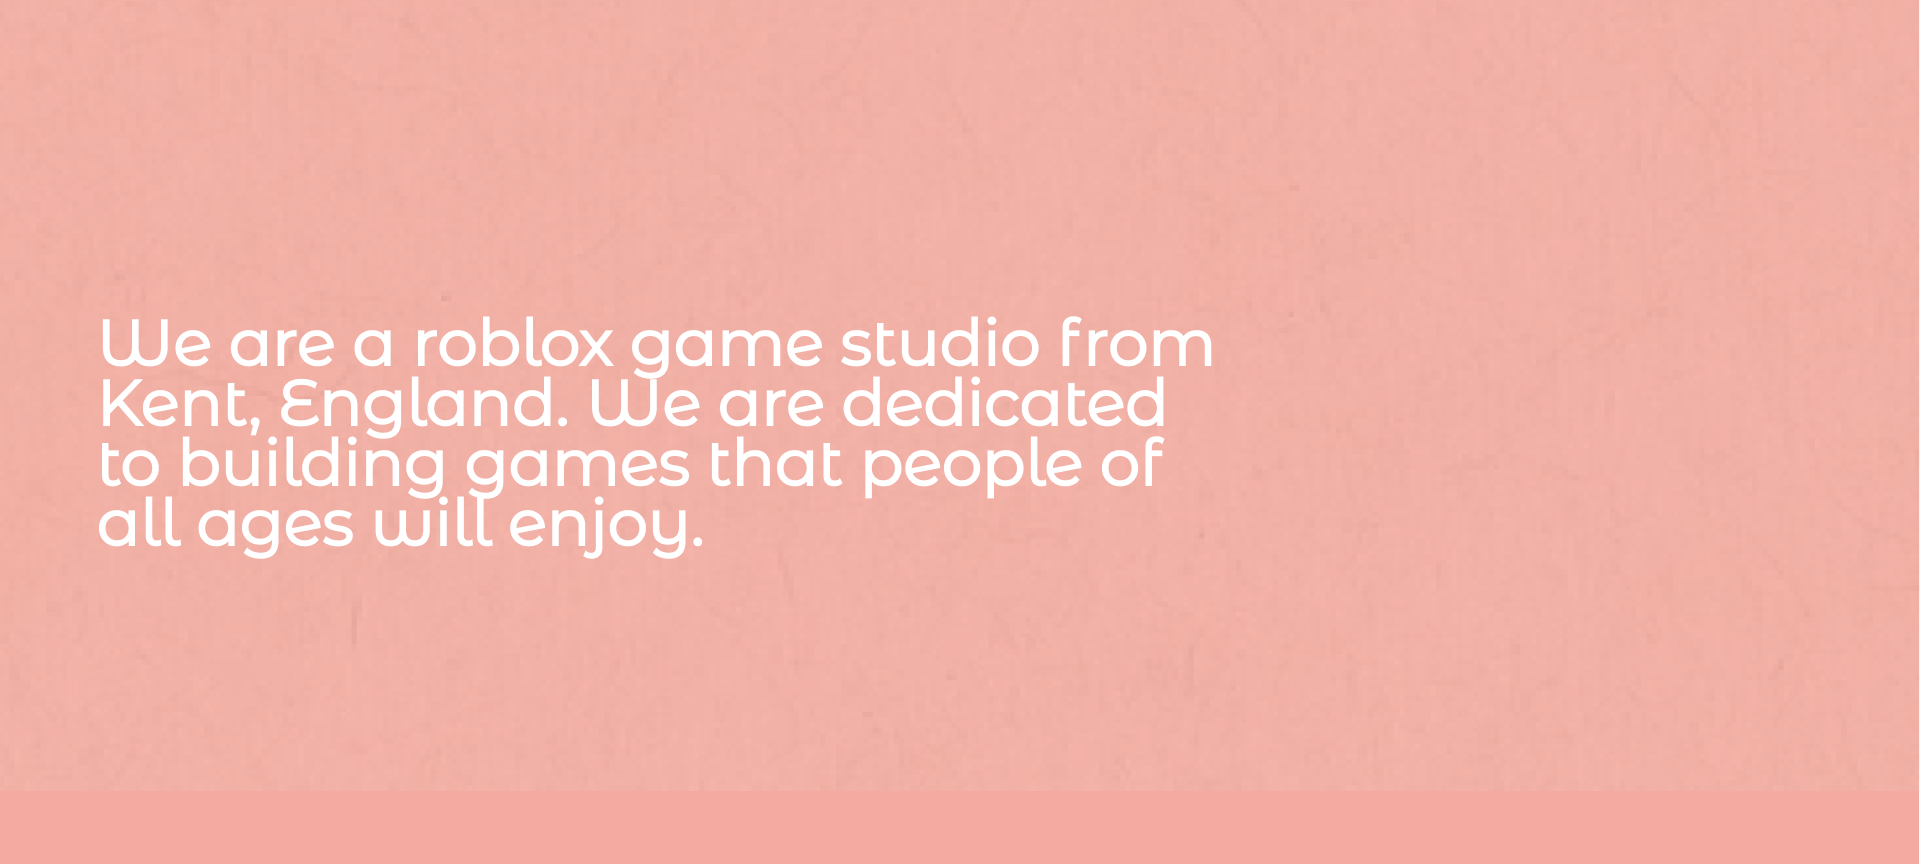 We are a roblox game studio from
Kent, England. We are dedicated
to building games that people of
all ages will enjoy.